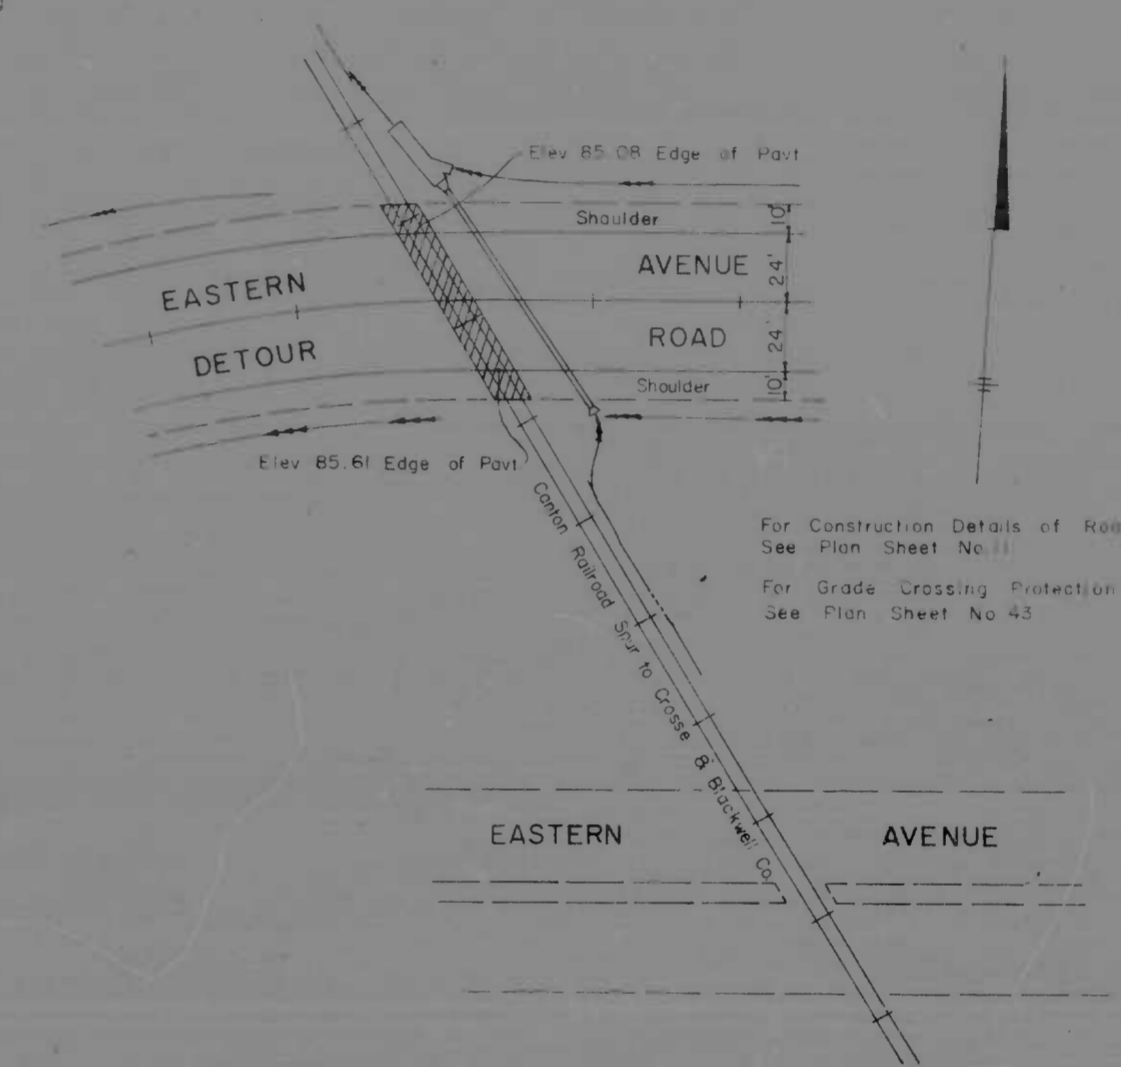 Elev 85.08 Edge of Pavt
Shoulder
10'
EASTERN AVENUE
24'
DETOUR ROAD
24'
Shoulder
10'
Elev 85.61 Edge of Pavt
Canton Railroad Spur to Crosse & Blackwell Co.
For Construction Details of
See Plan Sheet No 11
For Grade Crossing Protection
See Plan Sheet No 43
EASTERN AVENUE